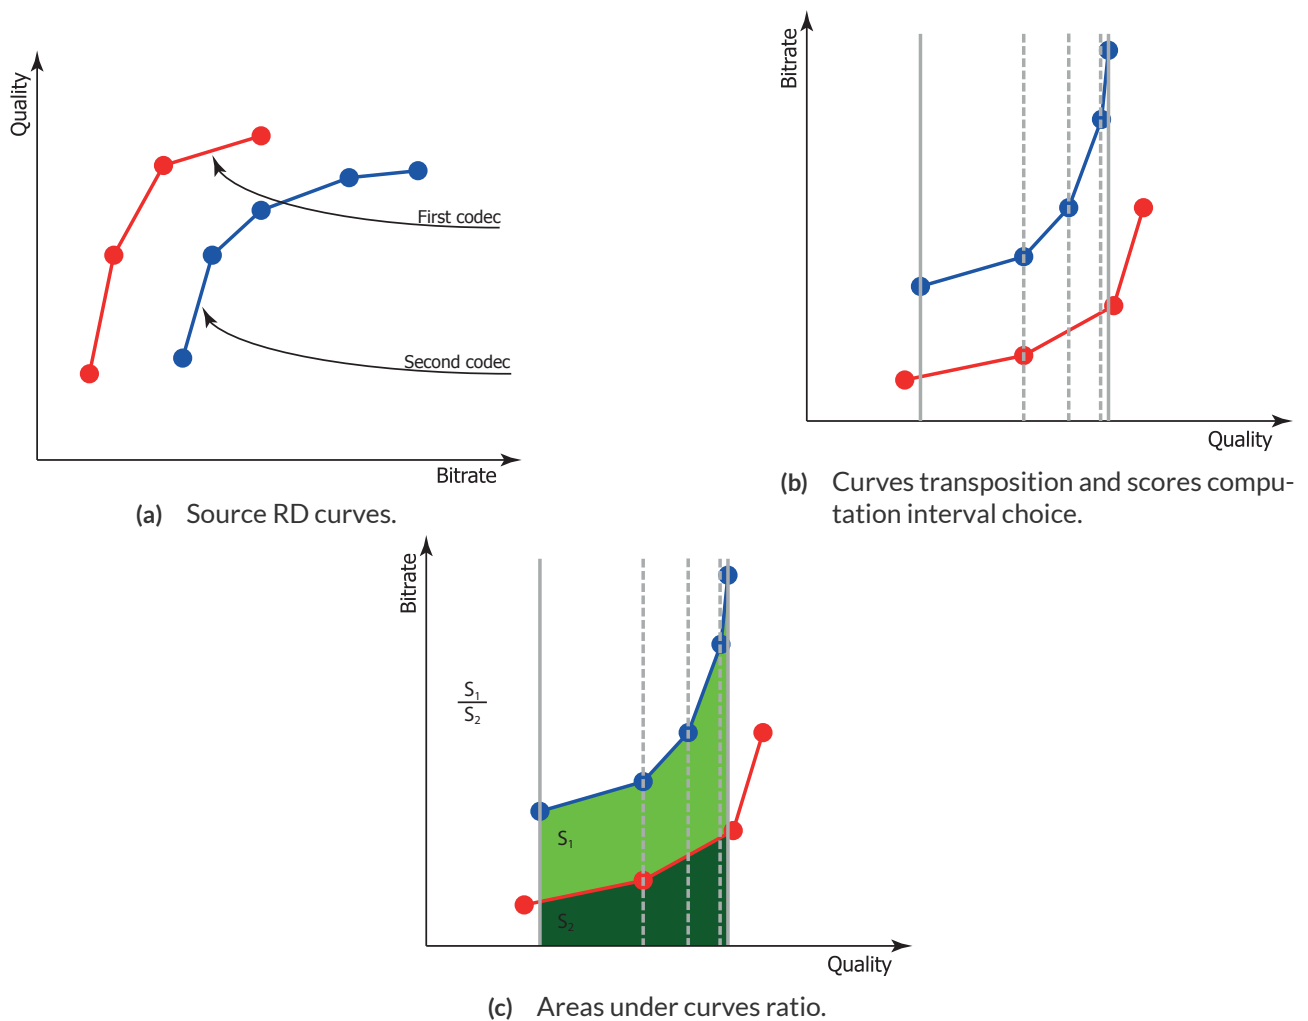 Quality
First codec
Second codec
Bitrate
(a) Source RD curves.
Bitrate
Quality
(b) Curves transposition and scores compu-
tation interval choice.
Bitrate
S₁
S₂
S₁
S₂
Quality
(c) Areas under curves ratio.